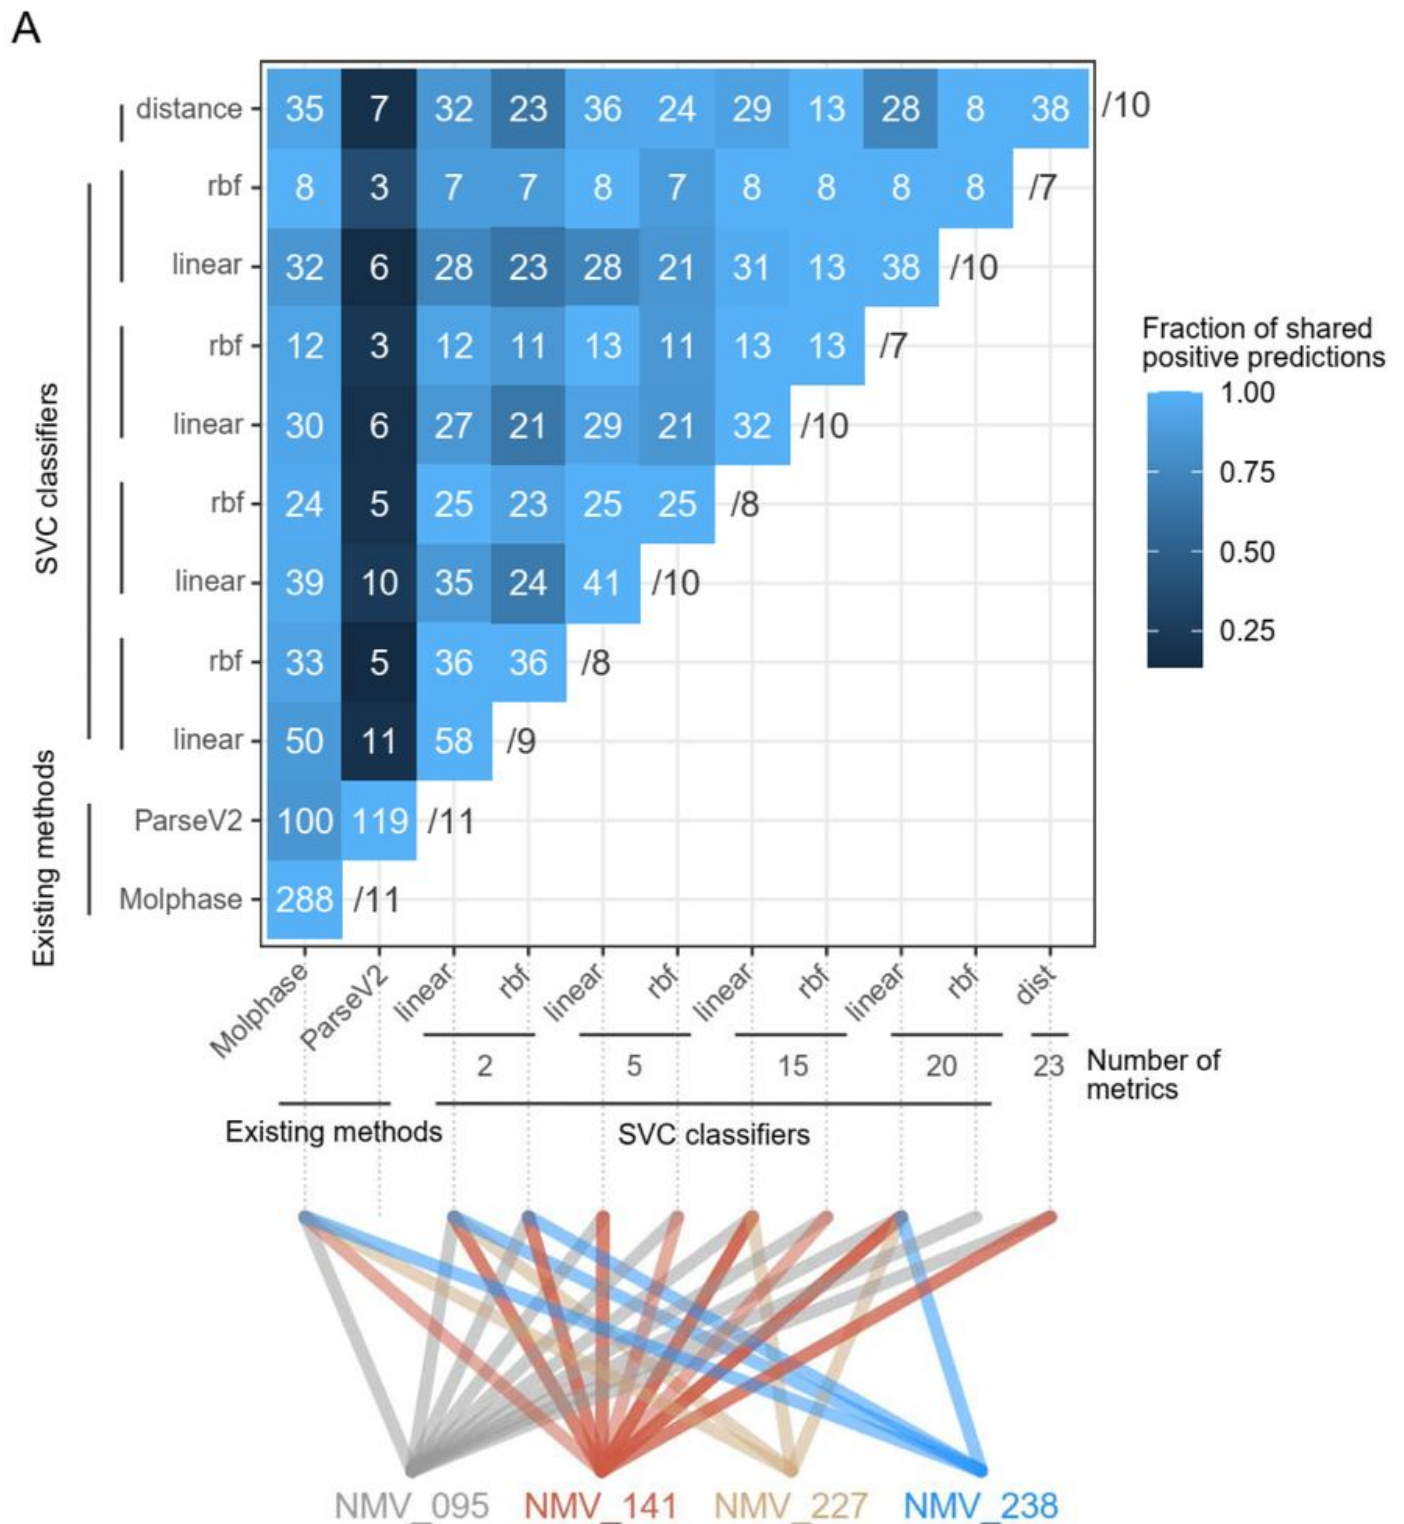 A
distance 35 7 32 23 36 24 29 13 28 8 38 /10
rbf 8 3 7 7 8 7 8 8 8 8 /7
linear 32 6 28 23 28 21 31 13 38 /10
rbf 12 3 12 11 13 11 13 13 /7
linear 30 6 27 21 29 21 32 /10
rbf 24 5 25 23 25 25 /8
linear 39 10 35 24 41 /10
rbf 33 5 36 36 /8
linear 50 11 58 /9
ParseV2 100 119 /11
Molphase 288 /11
SVC classifiers
Existing methods
Fraction of shared
positive predictions
1.00
0.75
0.50
0.25
Molphase ParseV2 linear rbf linear rbf linear rbf linear rbf dist
2 5 15 20 23
Number of
metrics
Existing methods
SVC classifiers
NMV_095 NMV_141 NMV_227 NMV_238